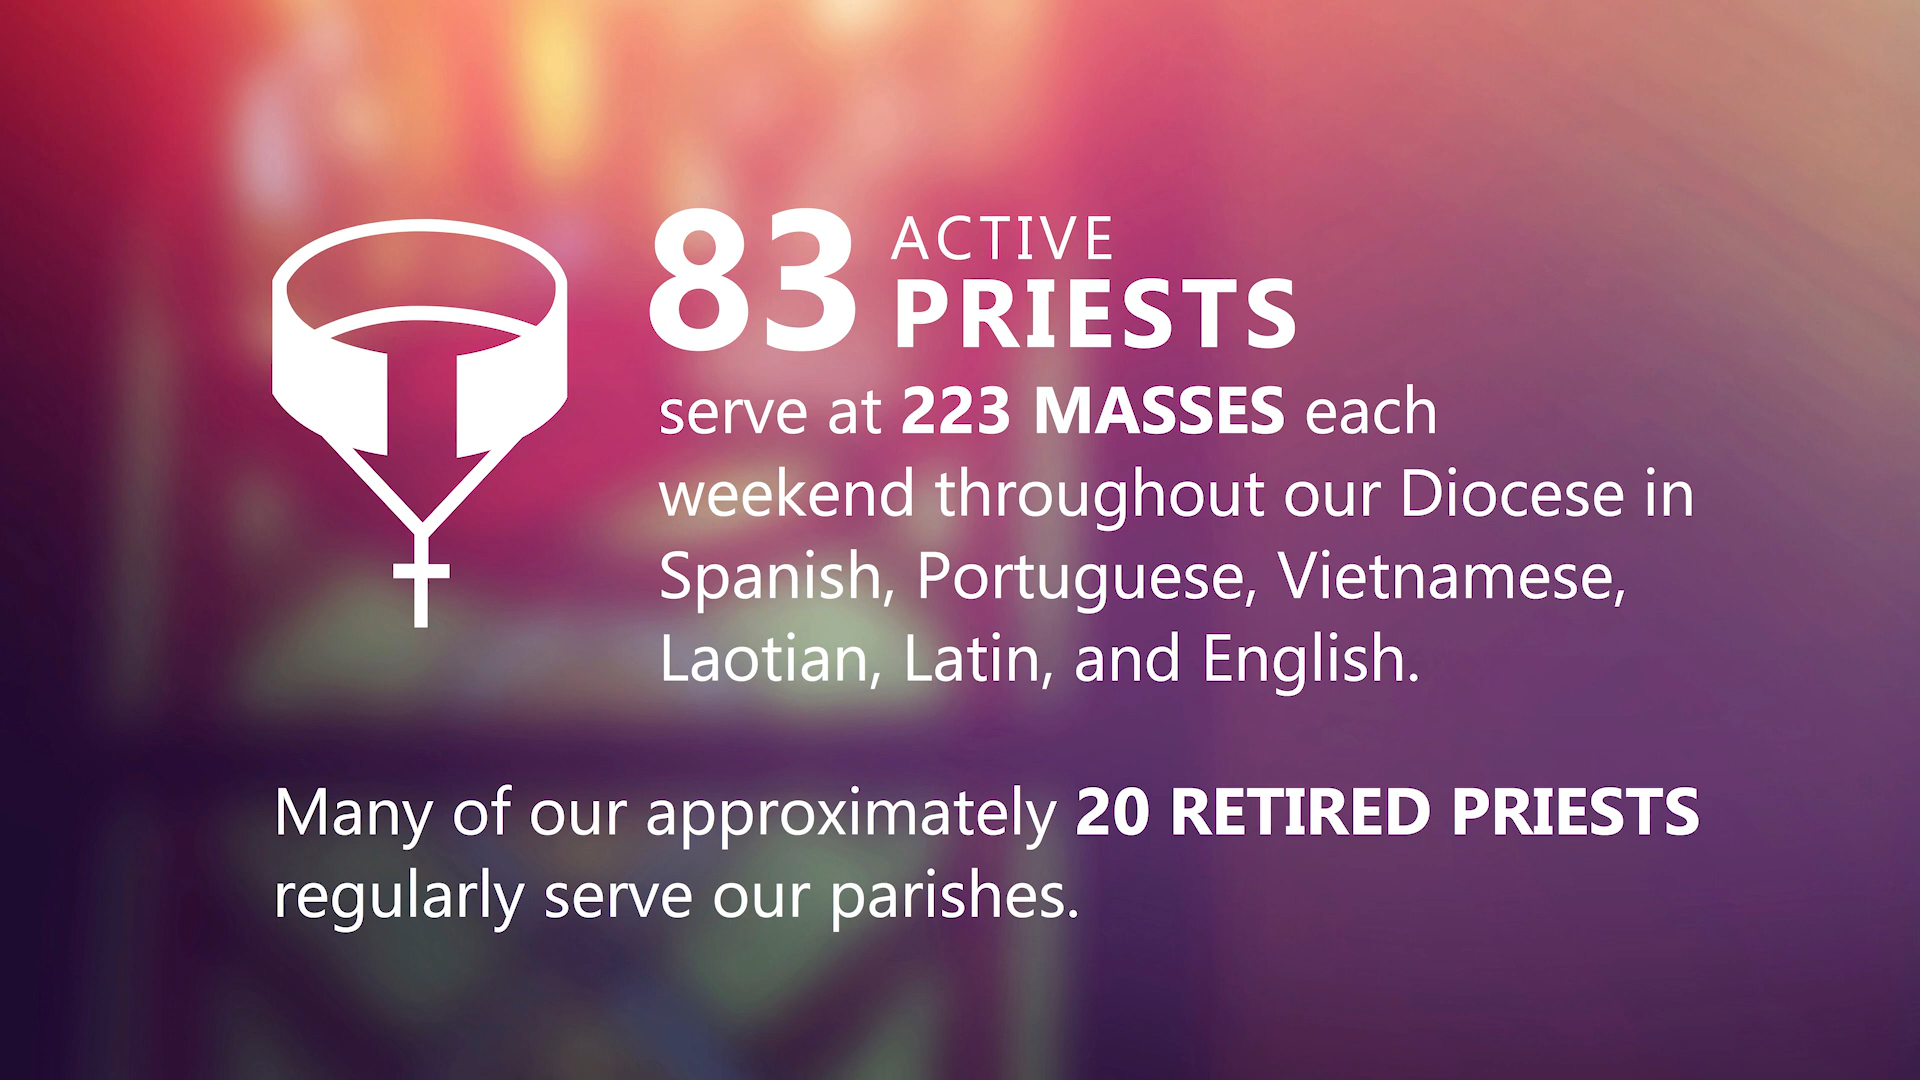 83 ACTIVE
PRIESTS
serve at 223 MASSES each
weekend throughout our Diocese in
Spanish, Portuguese, Vietnamese,
Laotian, Latin, and English.
Many of our approximately 20 RETIRED PRIESTS
regularly serve our parishes.